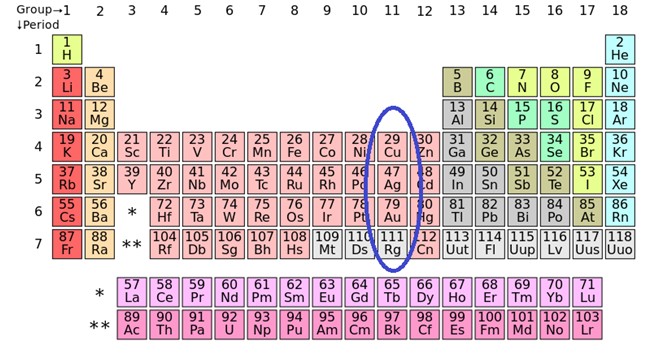 Group→1 2 3 4 5 6 7 8 9 10 11 12 13 14 15 16 17 18
↓Period
1 1 H 2 He
2 3 Li 4 Be 5 B 6 C 7 N 8 O 9 F 10 Ne
3 11 Na 12 Mg 13 Al 14 Si 15 P 16 S 17 Cl 18 Ar
4 19 K 20 Ca 21 Sc 22 Ti 23 V 24 Cr 25 Mn 26 Fe 27 Co 28 Ni 29 Cu 30 Zn 31 Ga 32 Ge 33 As 34 Se 35 Br 36 Kr
5 37 Rb 38 Sr 39 Y 40 Zr 41 Nb 42 Mo 43 Tc 44 Ru 45 Rh 46 Pd 47 Ag 48 Cd 49 In 50 Sn 51 Sb 52 Te 53 I 54 Xe
6 55 Cs 56 Ba * 72 Hf 73 Ta 74 W 75 Re 76 Os 77 Ir 78 Pt 79 Au 80 Hg 81 Tl 82 Pb 83 Bi 84 Po 85 At 86 Rn
7 87 Fr 88 Ra ** 104 Rf 105 Db 106 Sg 107 Bh 108 Hs 109 Mt 110 Ds 111 Rg 112 Cn 113 Uut 114 Fl 115 Uup 116 Lv 117 Uus 118 Uuo
* 57 La 58 Ce 59 Pr 60 Nd 61 Pm 62 Sm 63 Eu 64 Gd 65 Tb 66 Dy 67 Ho 68 Er 69 Tm 70 Yb 71 Lu
** 89 Ac 90 Th 91 Pa 92 U 93 Np 94 Pu 95 Am 96 Cm 97 Bk 98 Cf 99 Es 100 Fm 101 Md 102 No 103 Lr